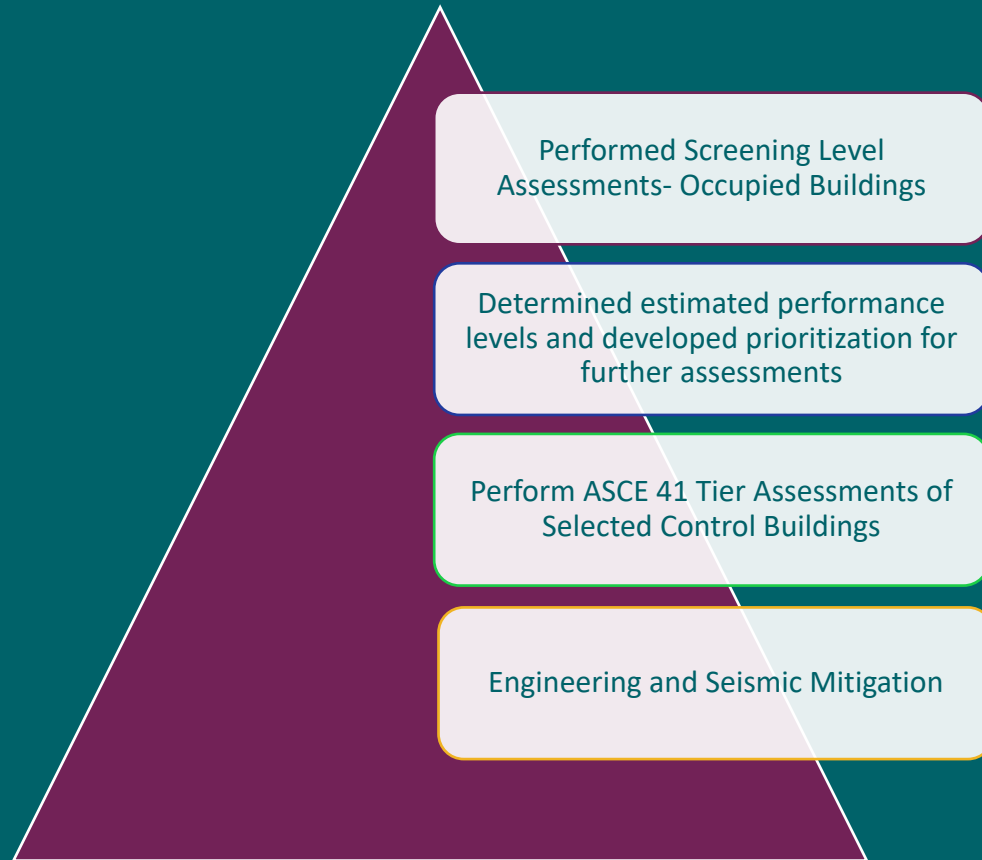 Performed Screening Level
Assessments- Occupied Buildings
Determined estimated performance
levels and developed prioritization for
further assessments
Perform ASCE 41 Tier Assessments of
Selected Control Buildings
Engineering and Seismic Mitigation